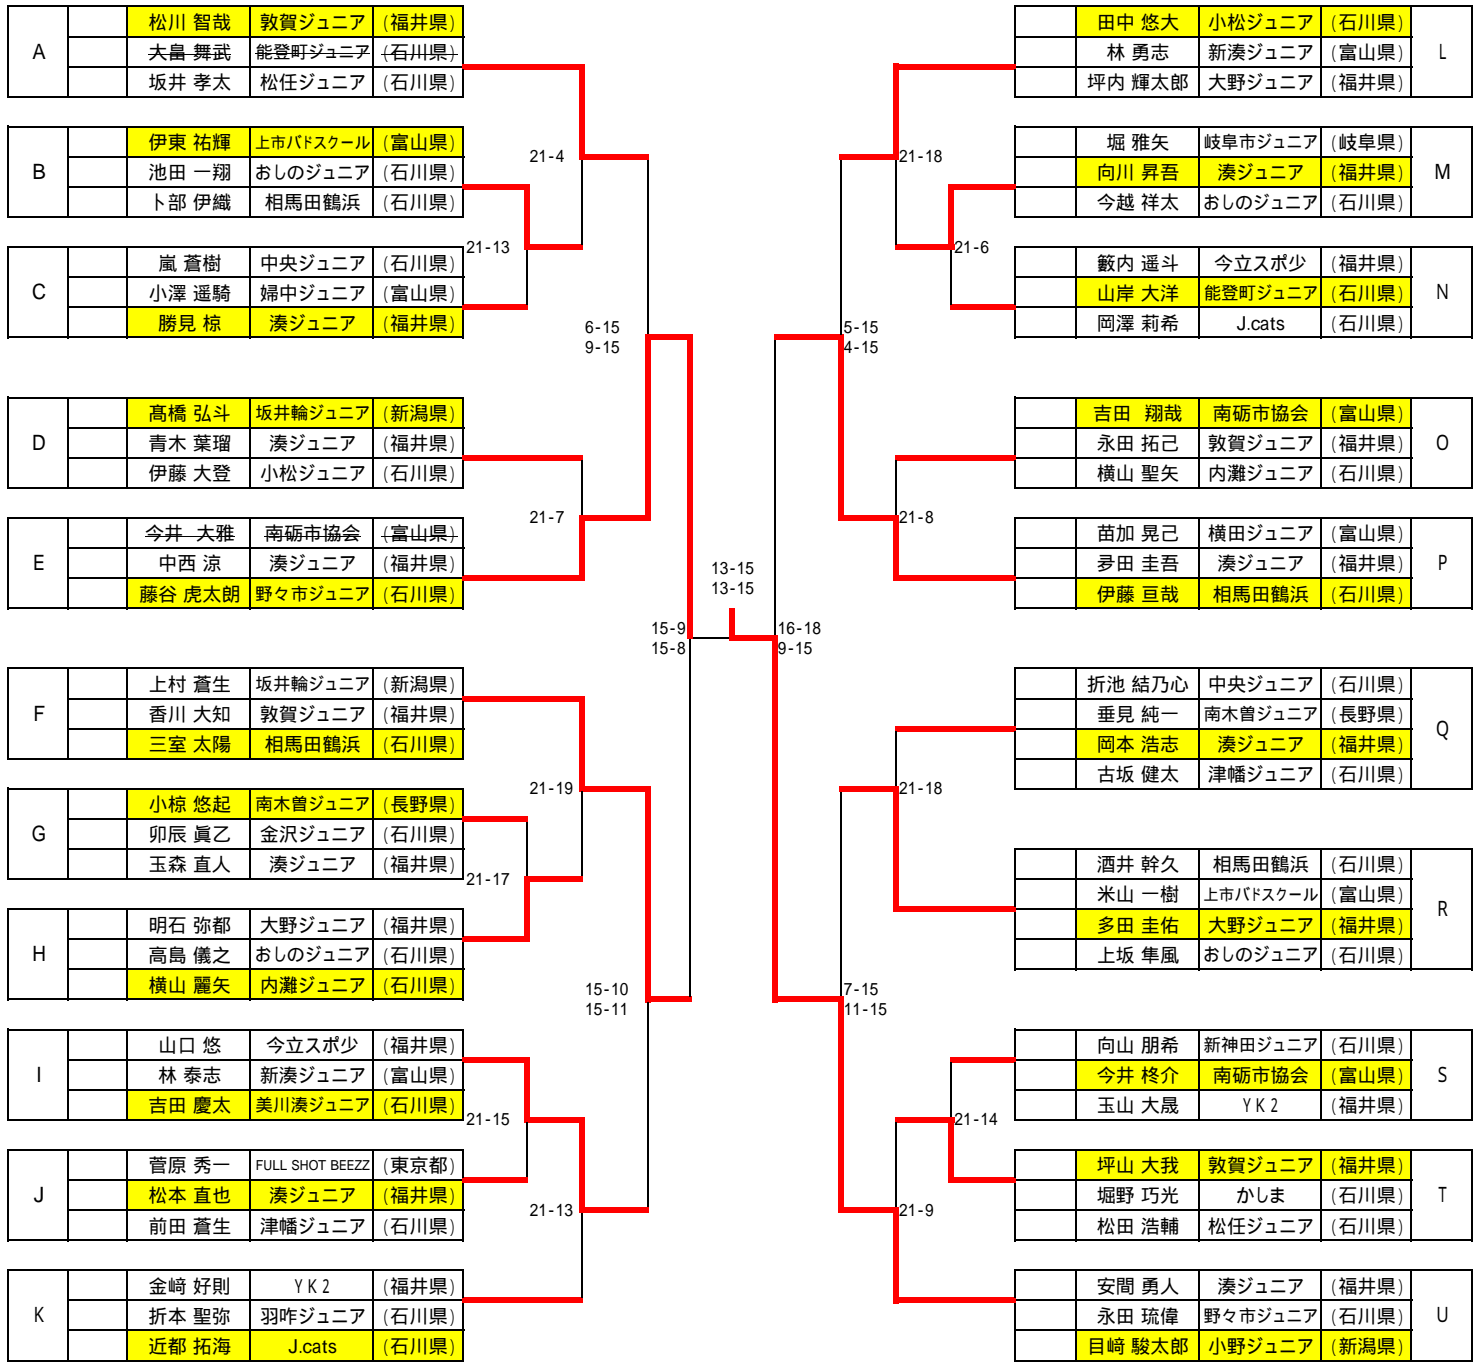 A
松川 智哉 敦賀ジュニア (福井県)
大畠 舞武 能登町ジュニア (石川県)
坂井 孝太 松任ジュニア (石川県)
B
伊東 祐輝 上市バドスクール (富山県)
池田 一翔 おしのジュニア (石川県)
卜部 伊織 相馬田鶴浜 (石川県)
C
嵐 蒼樹 中央ジュニア (石川県)
小澤 遥騎 婦中ジュニア (富山県)
勝見 椋 湊ジュニア (福井県)
D
髙橋 弘斗 坂井輪ジュニア (新潟県)
青木 葉瑠 湊ジュニア (福井県)
伊藤 大登 小松ジュニア (石川県)
E
今井 大雅 南砺市協会 (富山県)
中西 涼 湊ジュニア (福井県)
藤谷 虎太朗 野々市ジュニア (石川県)
F
上村 蒼生 坂井輪ジュニア (新潟県)
香川 大知 敦賀ジュニア (福井県)
三室 太陽 相馬田鶴浜 (石川県)
G
小椋 悠起 南木曽ジュニア (長野県)
卯辰 眞乙 金沢ジュニア (石川県)
玉森 直人 湊ジュニア (福井県)
H
明石 弥都 大野ジュニア (福井県)
高島 儀之 おしのジュニア (石川県)
横山 麗矢 内灘ジュニア (石川県)
I
山口 悠 今立スポ少 (福井県)
林 泰志 新湊ジュニア (富山県)
吉田 慶太 美川湊ジュニア (石川県)
J
菅原 秀一 FULL SHOT BEEZZ (東京都)
松本 直也 湊ジュニア (福井県)
前田 蒼生 津幡ジュニア (石川県)
K
金﨑 好則 YK2 (福井県)
折本 聖弥 羽咋ジュニア (石川県)
近都 拓海 J.cats (石川県)
21-4
21-13
6-15
9-15
21-7
15-9
15-8
21-19
21-17
15-10
15-11
21-15
21-13
13-15
13-15
21-18
21-6
5-15
4-15
21-8
16-18
9-15
21-18
7-15
11-15
21-14
21-9
田中 悠大 小松ジュニア (石川県)
林 勇志 新湊ジュニア (富山県)
坪内 輝太郎 大野ジュニア (福井県)
L
堀 雅矢 岐阜市ジュニア (岐阜県)
向川 昇吾 湊ジュニア (福井県)
今越 祥太 おしのジュニア (石川県)
M
籔内 遥斗 今立スポ少 (福井県)
山岸 大洋 能登町ジュニア (石川県)
岡澤 莉希 J.cats (石川県)
N
吉田 翔哉 南砺市協会 (富山県)
永田 拓己 敦賀ジュニア (福井県)
横山 聖矢 内灘ジュニア (石川県)
O
苗加 晃己 横田ジュニア (富山県)
夛田 圭吾 湊ジュニア (福井県)
伊藤 亘哉 相馬田鶴浜 (石川県)
P
折池 結乃心 中央ジュニア (石川県)
垂見 純一 南木曽ジュニア (長野県)
岡本 浩志 湊ジュニア (福井県)
古坂 健太 津幡ジュニア (石川県)
Q
酒井 幹久 相馬田鶴浜 (石川県)
米山 一樹 上市バドスクール (富山県)
多田 圭佑 大野ジュニア (福井県)
上坂 隼風 おしのジュニア (石川県)
R
向山 朋希 新神田ジュニア (石川県)
今井 柊介 南砺市協会 (富山県)
玉山 大晟 YK2 (福井県)
S
坪山 大我 敦賀ジュニア (福井県)
堀野 巧光 かしま (石川県)
松田 浩輔 松任ジュニア (石川県)
T
安間 勇人 湊ジュニア (福井県)
永田 琉偉 野々市ジュニア (石川県)
目﨑 駿太郎 小野ジュニア (新潟県)
U